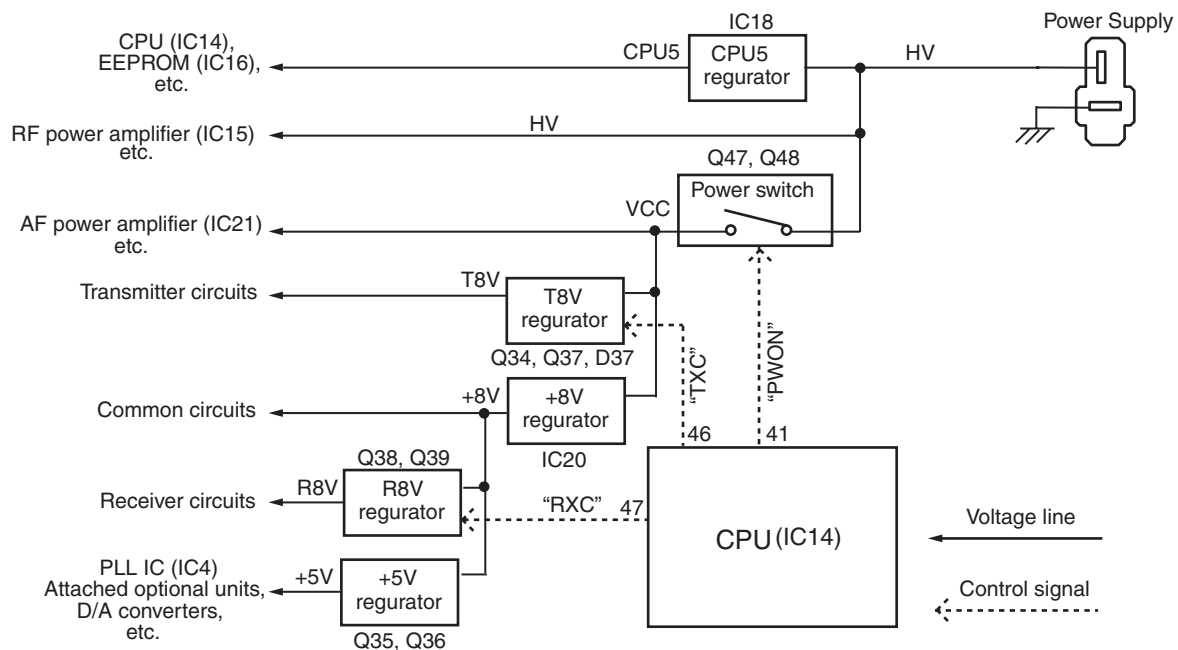 IC18
Power Supply
CPU (IC14),
EEPROM (IC16),
etc.
CPU5
CPU5
regurator
HV
RF power amplifier (IC15)
etc.
HV
Q47, Q48
Power switch
AF power amplifier (IC21)
etc.
VCC
Transmitter circuits
T8V
T8V
regurator
Q34, Q37, D37
"TXC"
"PWON"
Common circuits
+8V
+8V
regurator
IC20
46
41
Q38, Q39
Receiver circuits
R8V
R8V
regurator
"RXC"
47
CPU (IC14)
Voltage line
PLL IC (IC4)
Attached optional units,
D/A converters,
etc.
+5V
+5V
regurator
Q35, Q36
Control signal